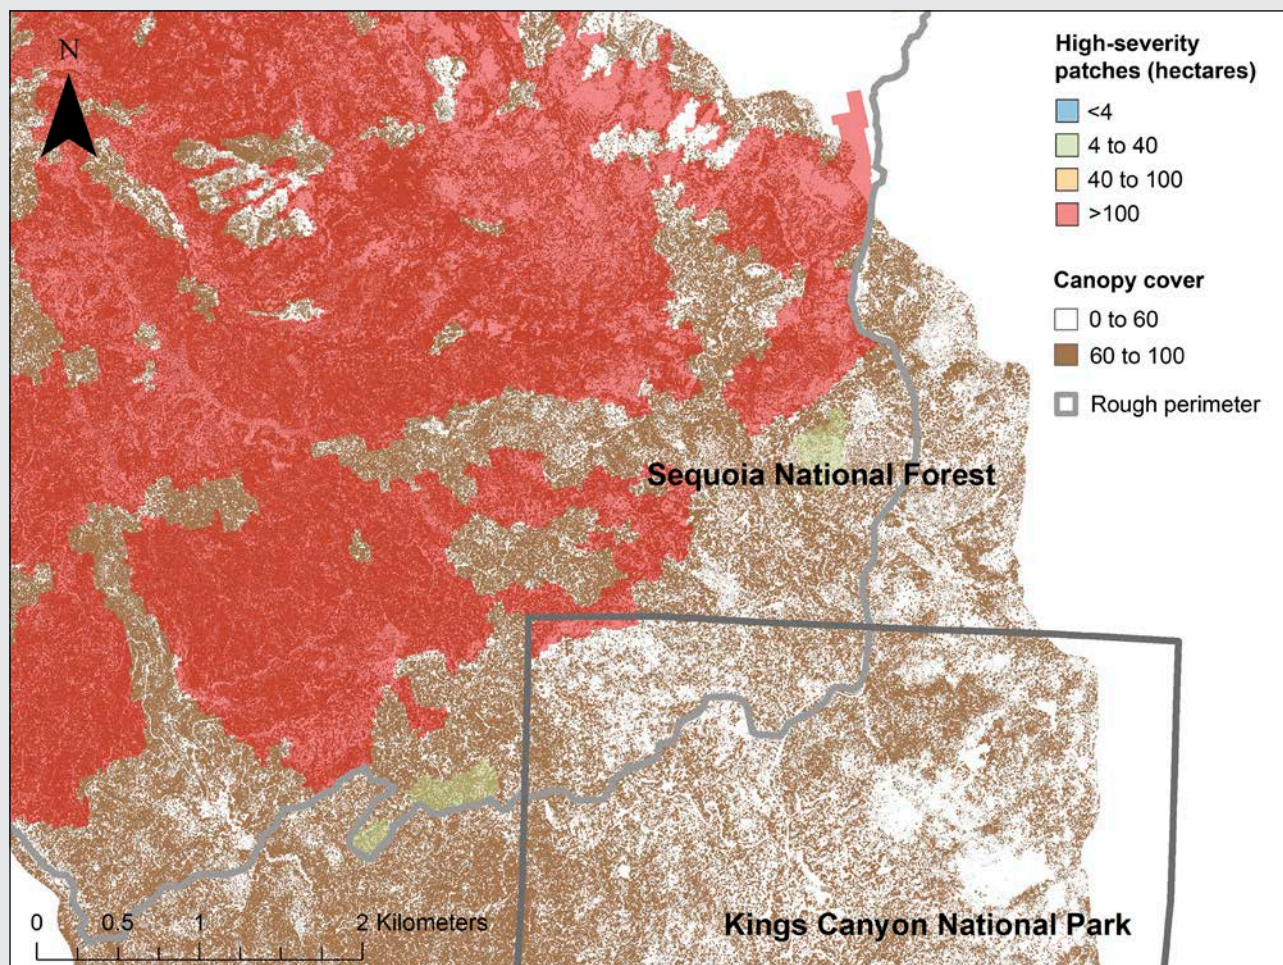 N
High-severity
patches (hectares)
<4
4 to 40
40 to 100
>100
Canopy cover
0 to 60
60 to 100
Rough perimeter
Sequoia National Forest
Kings Canyon National Park
0 0.5 1 2 Kilometers